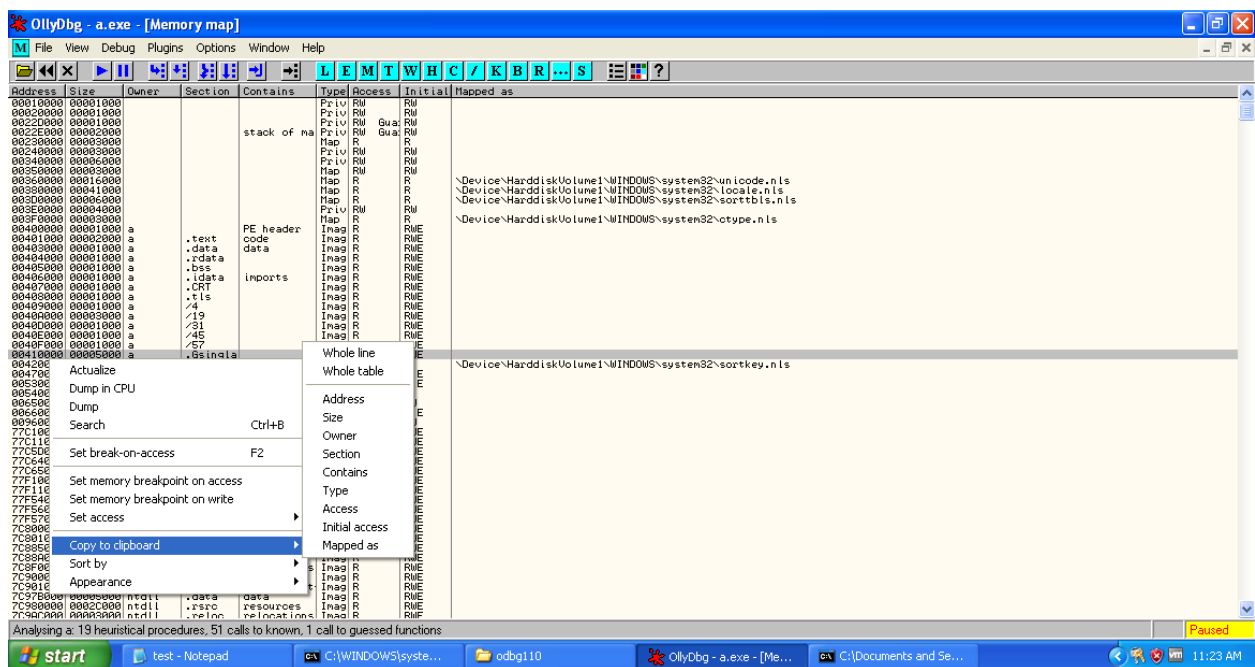 OllyDbg - a.exe - [Memory map]
M File View Debug Plugins Options Window Help
L E M T W H C / K B R ... S ?
Address Size Owner Section Contains Type Access Initial Mapped as
00010000 00001000 Priv RW RW
00020000 00001000 Priv RW RW
0022D000 00001000 Priv RW Gua RW
0022E000 00002000 stack of ma Priv RW Gua RW
00230000 00003000 Map R R
00240000 00003000 Priv RW RW
00340000 00006000 Priv RW RW
00350000 00003000 Map RW RW
00360000 00016000 Map R R \Device\HarddiskVolume1\WINDOWS\system32\unicode.nls
00380000 00041000 Map R R \Device\HarddiskVolume1\WINDOWS\system32\locale.nls
003D0000 00006000 Map R R \Device\HarddiskVolume1\WINDOWS\system32\sorttbls.nls
003E0000 00004000 Priv RW RW
003F0000 00003000 Map R R \Device\HarddiskVolume1\WINDOWS\system32\ctype.nls
00400000 00001000 a PE header Imag R RWE
00401000 00002000 a .text code Imag R RWE
00403000 00001000 a .data data Imag R RWE
00404000 00001000 a .rdata Imag R RWE
00405000 00001000 a .bss Imag R RWE
00406000 00001000 a .idata imports Imag R RWE
00407000 00001000 a .CRT Imag R RWE
00408000 00001000 a .tls Imag R RWE
00409000 00001000 a /4 Imag R RWE
0040A000 00003000 a /19 Imag R RWE
0040D000 00001000 a /31 Imag R RWE
0040E000 00001000 a /45 Imag R RWE
0040F000 00001000 a /57
00410000 00005000 a .Gsingla
\Device\HarddiskVolume1\WINDOWS\system32\sortkey.nls
Actualize
Dump in CPU
Dump
Search Ctrl+B
Set break-on-access F2
Set memory breakpoint on access
Set memory breakpoint on write
Set access
Copy to clipboard
Sort by
Appearance
Whole line
Whole table
Address
Size
Owner
Section
Contains
Type
Access
Initial access
Mapped as
7C97B000 00005000 ntdll .data data Imag R RWE
7C980000 0002C000 ntdll .rsrc resources Imag R RWE
7C9AC000 00003000 ntdll .reloc relocations Imag R RWE
Analysing a: 19 heuristical procedures, 51 calls to known, 1 call to guessed functions Paused
start test - Notepad C:\WINDOWS\syste... odbg110 OllyDbg - a.exe - [Me... C:\Documents and Se... 11:23 AM